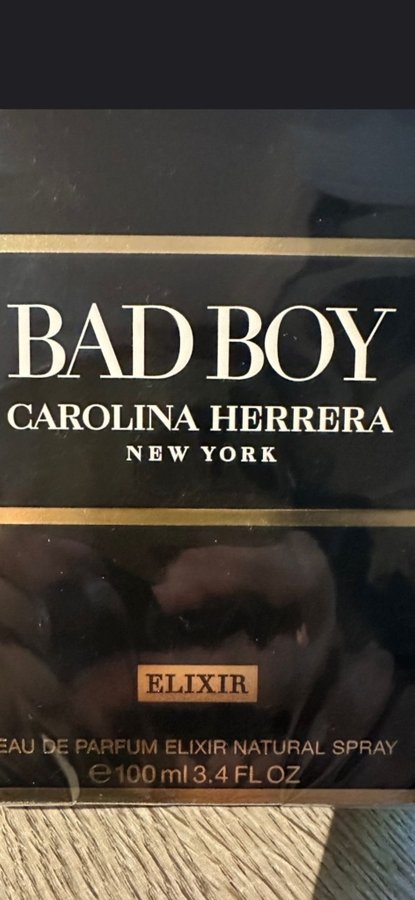 BAD BOY
CAROLINA HERRERA
NEW YORK
ELIXIR
EAU DE PARFUM ELIXIR NATURAL SPRAY
℮100 ml 3.4 FL OZ